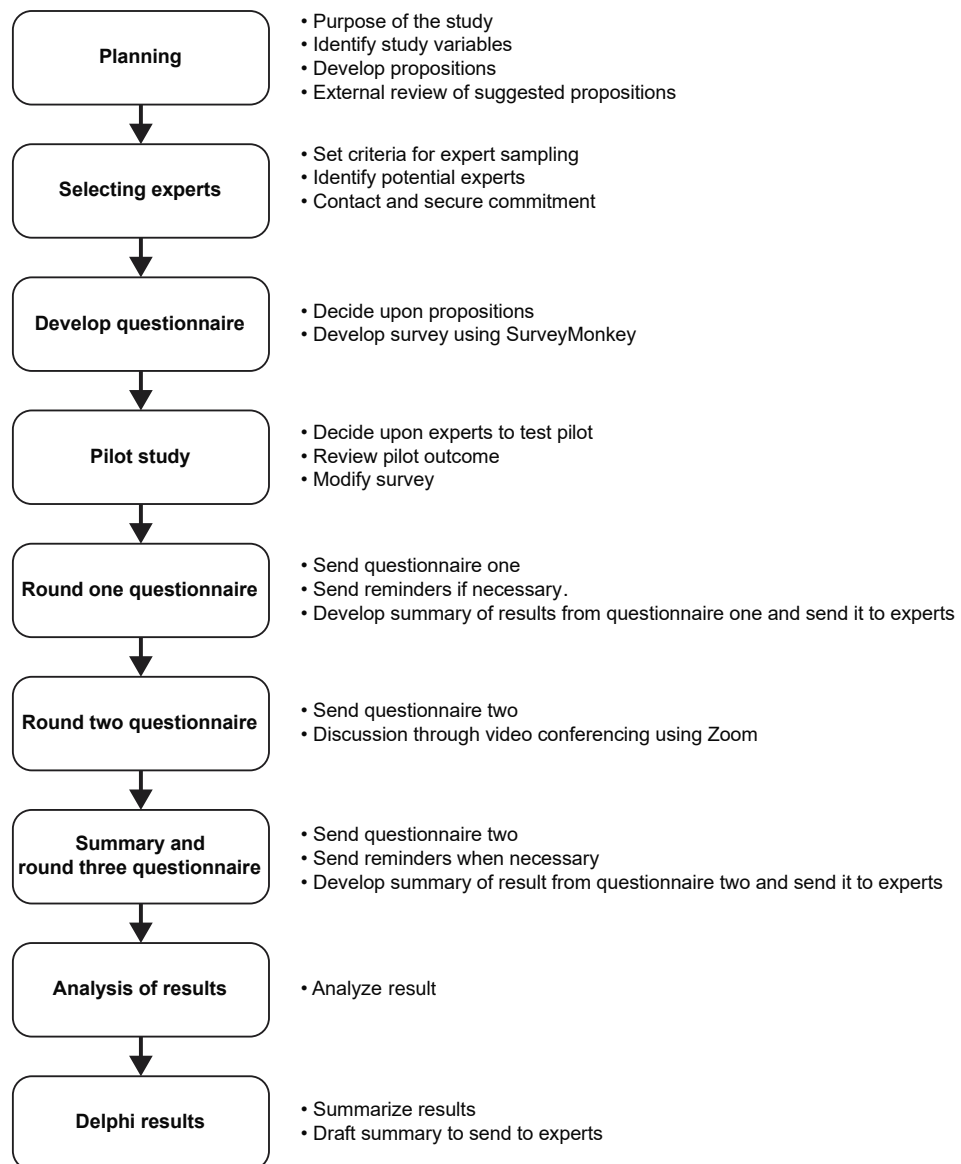 Planning
• Purpose of the study
• Identify study variables
• Develop propositions
• External review of suggested propositions
Selecting experts
• Set criteria for expert sampling
• Identify potential experts
• Contact and secure commitment
Develop questionnaire
• Decide upon propositions
• Develop survey using SurveyMonkey
Pilot study
• Decide upon experts to test pilot
• Review pilot outcome
• Modify survey
Round one questionnaire
• Send questionnaire one
• Send reminders if necessary.
• Develop summary of results from questionnaire one and send it to experts
Round two questionnaire
• Send questionnaire two
• Discussion through video conferencing using Zoom
Summary and
round three questionnaire
• Send questionnaire two
• Send reminders when necessary
• Develop summary of result from questionnaire two and send it to experts
Analysis of results
• Analyze result
Delphi results
• Summarize results
• Draft summary to send to experts